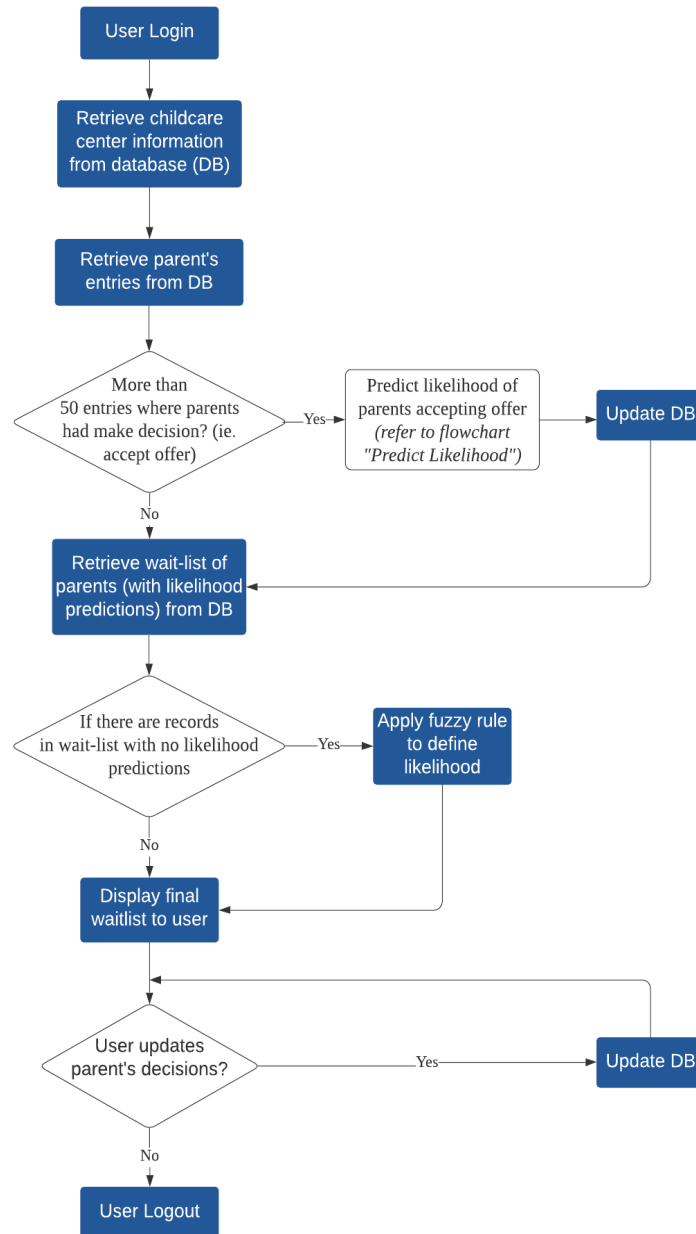 User Login
Retrieve childcare
center information
from database (DB)
Retrieve parent's
entries from DB
More than
50 entries where parents
had make decision? (ie.
accept offer)
Yes
Predict likelihood of
parents accepting offer
(refer to flowchart
"Predict Likelihood")
Update DB
No
Retrieve wait-list of
parents (with likelihood
predictions) from DB
If there are records
in wait-list with no likelihood
predictions
Yes
Apply fuzzy rule
to define
likelihood
No
Display final
waitlist to user
User updates
parent's decisions?
Yes
Update DB
No
User Logout